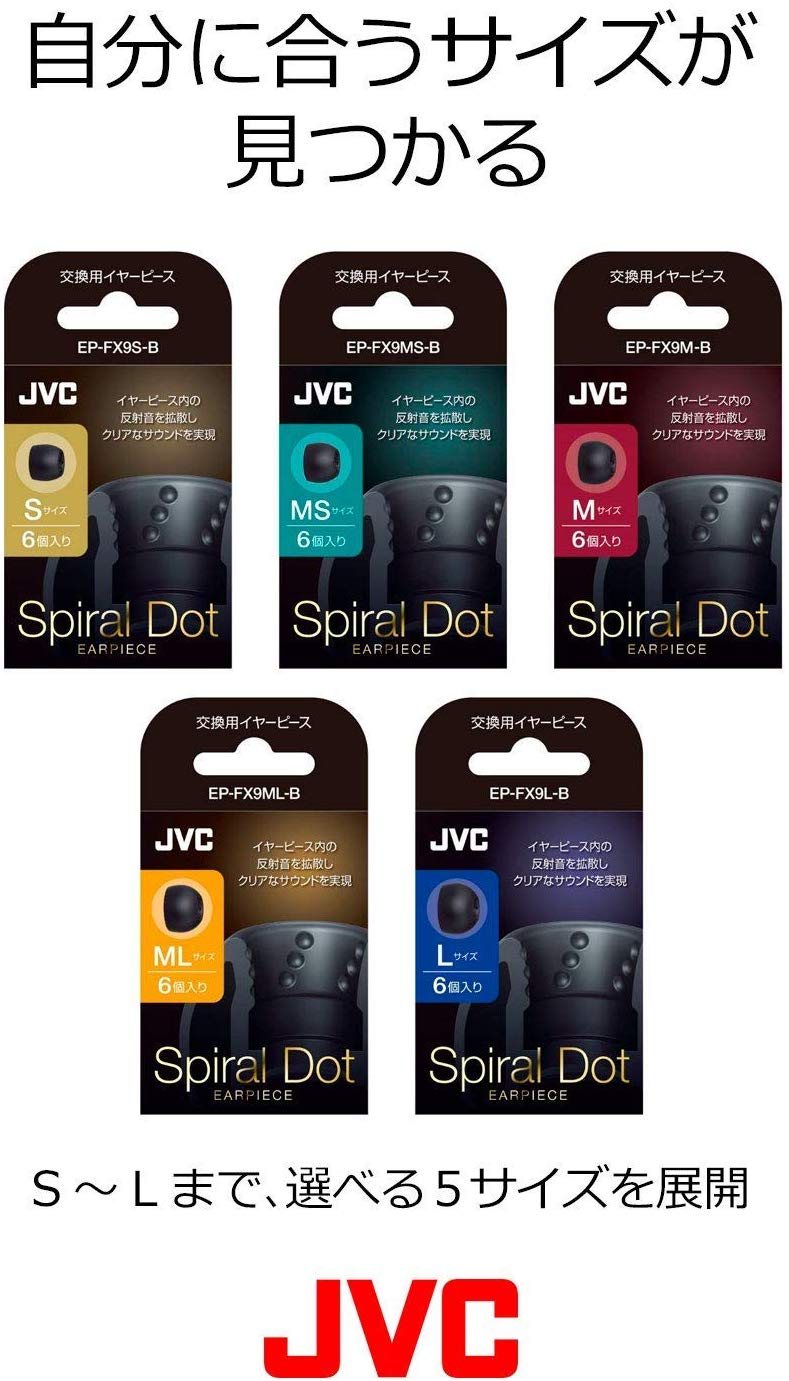 自分に合うサイズが
見つかる
交換用イヤーピース
EP-FX9S-B
JVC
イヤーピース内の
反射音を拡散し
クリアなサウンドを実現
Sサイズ
6個入り
Spiral Dot
EARPIECE
交換用イヤーピース
EP-FX9MS-B
JVC
イヤーピース内の
反射音を拡散し
クリアなサウンドを実現
MSサイズ
6個入り
Spiral Dot
EARPIECE
交換用イヤーピース
EP-FX9M-B
JVC
イヤーピース内の
反射音を拡散し
クリアなサウンドを実現
Mサイズ
6個入り
Spiral Dot
EARPIECE
交換用イヤーピース
EP-FX9ML-B
JVC
イヤーピース内の
反射音を拡散し
クリアなサウンドを実現
MLサイズ
6個入り
Spiral Dot
EARPIECE
交換用イヤーピース
EP-FX9L-B
JVC
イヤーピース内の
反射音を拡散し
クリアなサウンドを実現
Lサイズ
6個入り
Spiral Dot
EARPIECE
S～Lまで、選べる5サイズを展開
JVC